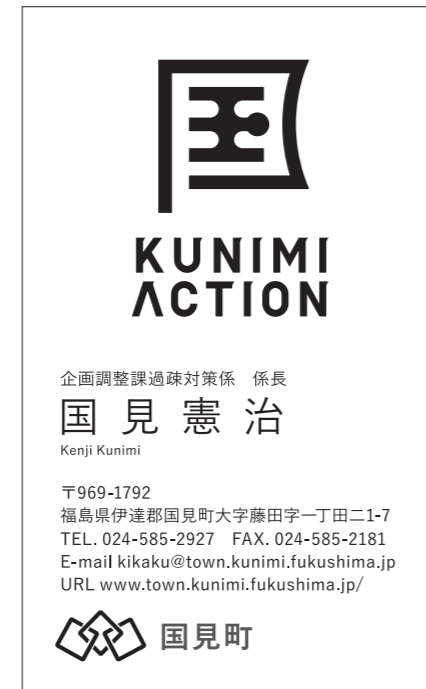 国
KUNIMI
ACTION
企画調整課過疎対策係　係長
国見憲治
Kenji Kunimi
〒969-1792
福島県伊達郡国見町大字藤田字一丁田二1-7
TEL. 024-585-2927　FAX. 024-585-2181
E-mail kikaku@town.kunimi.fukushima.jp
URL www.town.kunimi.fukushima.jp/
国見町